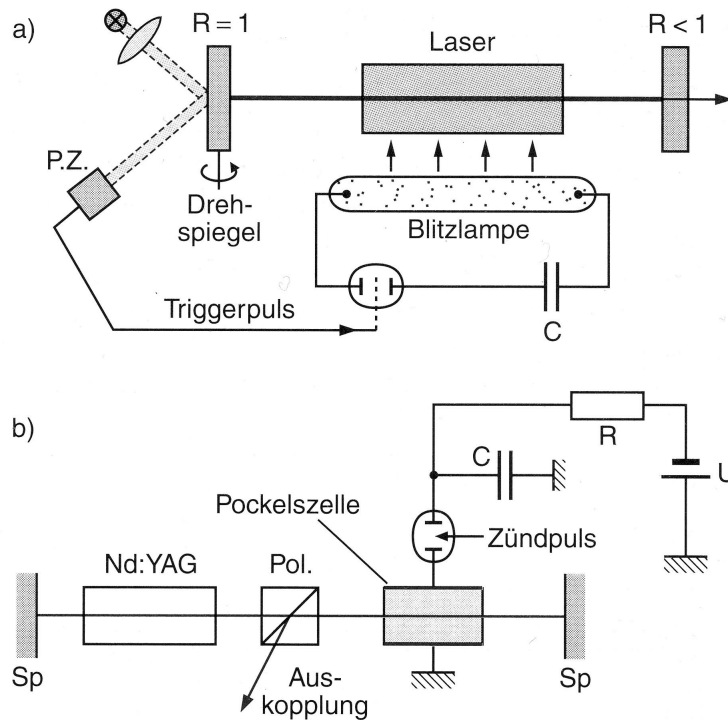 a)
R = 1
Laser
R < 1
P.Z.
Dreh-
spiegel
Blitzlampe
Triggerpuls
C
b)
R
C
U
Pockelszelle
Zündpuls
Nd:YAG
Pol.
Sp
Aus-
kopplung
Sp